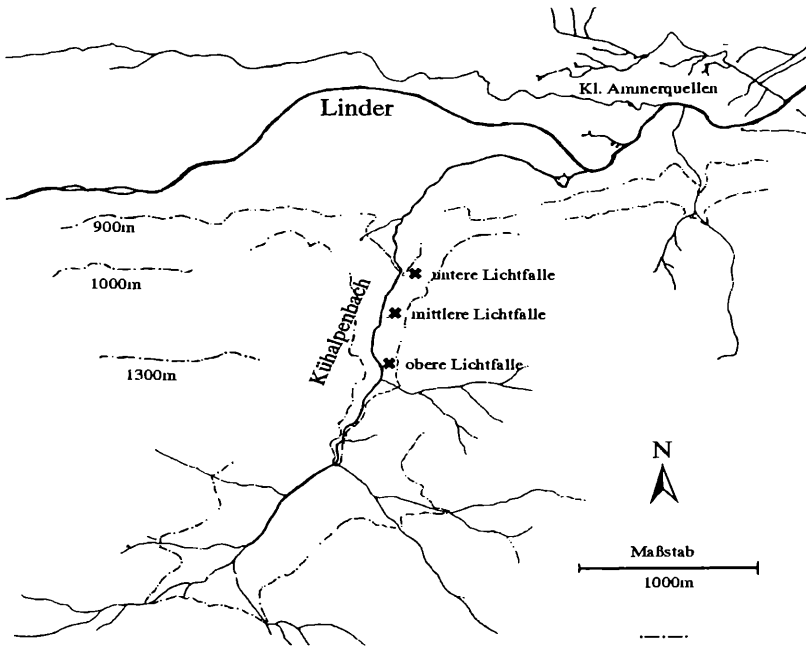 Kl. Ammerquellen
Linder
900m
1000m
untere Lichtfalle
mittlere Lichtfalle
Kühalpenbach
1300m
obere Lichtfalle
N
Maßstab
1000m